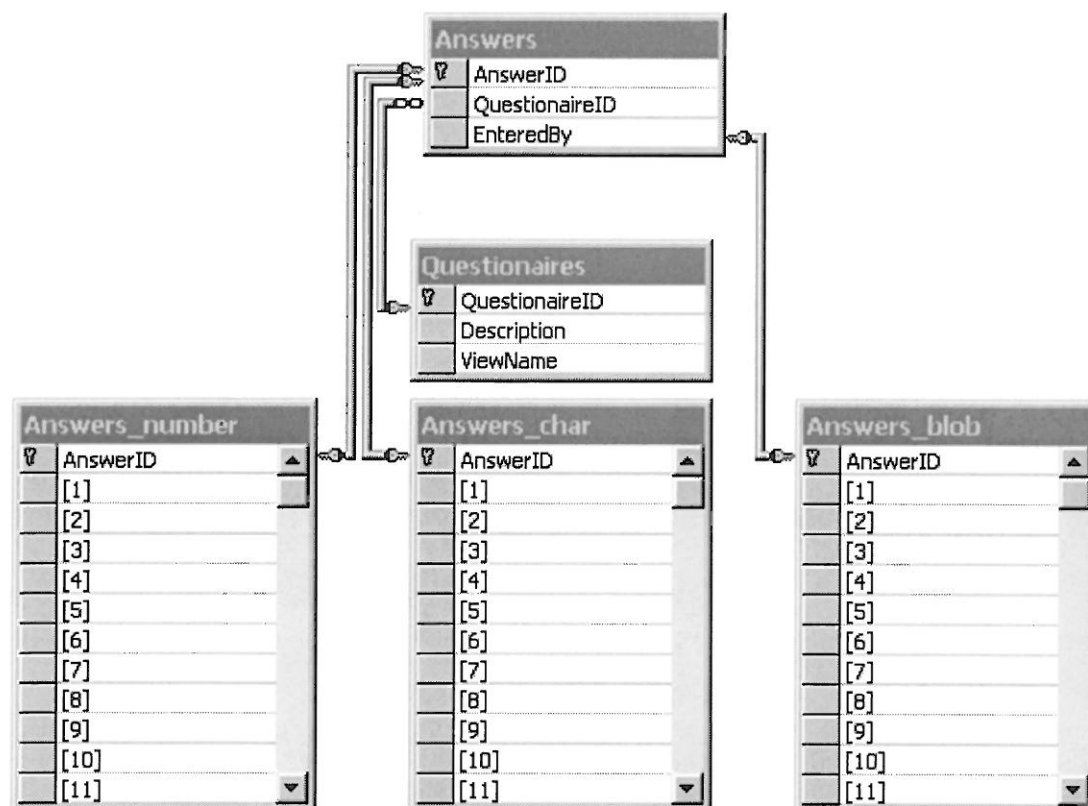 Answers
AnswerID
QuestionaireID
EnteredBy
Questionaires
QuestionaireID
Description
ViewName
Answers_number
AnswerID
[1]
[2]
[3]
[4]
[5]
[6]
[7]
[8]
[9]
[10]
[11]
Answers_char
AnswerID
[1]
[2]
[3]
[4]
[5]
[6]
[7]
[8]
[9]
[10]
[11]
Answers_blob
AnswerID
[1]
[2]
[3]
[4]
[5]
[6]
[7]
[8]
[9]
[10]
[11]